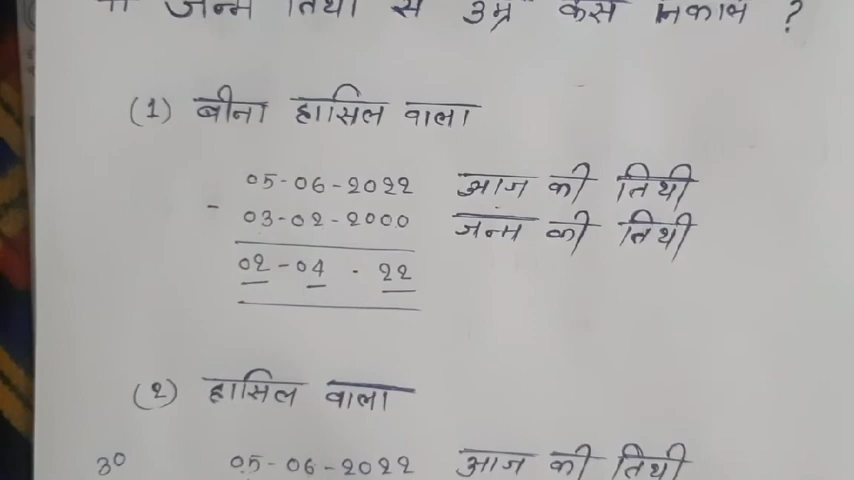 जन्म तिथी से उम्र कैसे निकाले ?
(1) बीना हासिल वाला
05-06-2022 आज की तिथी
- 03-02-2000 जन्म की तिथी
02-04-22
(2) हासिल वाला
30 05-06-2022 आज की तिथी